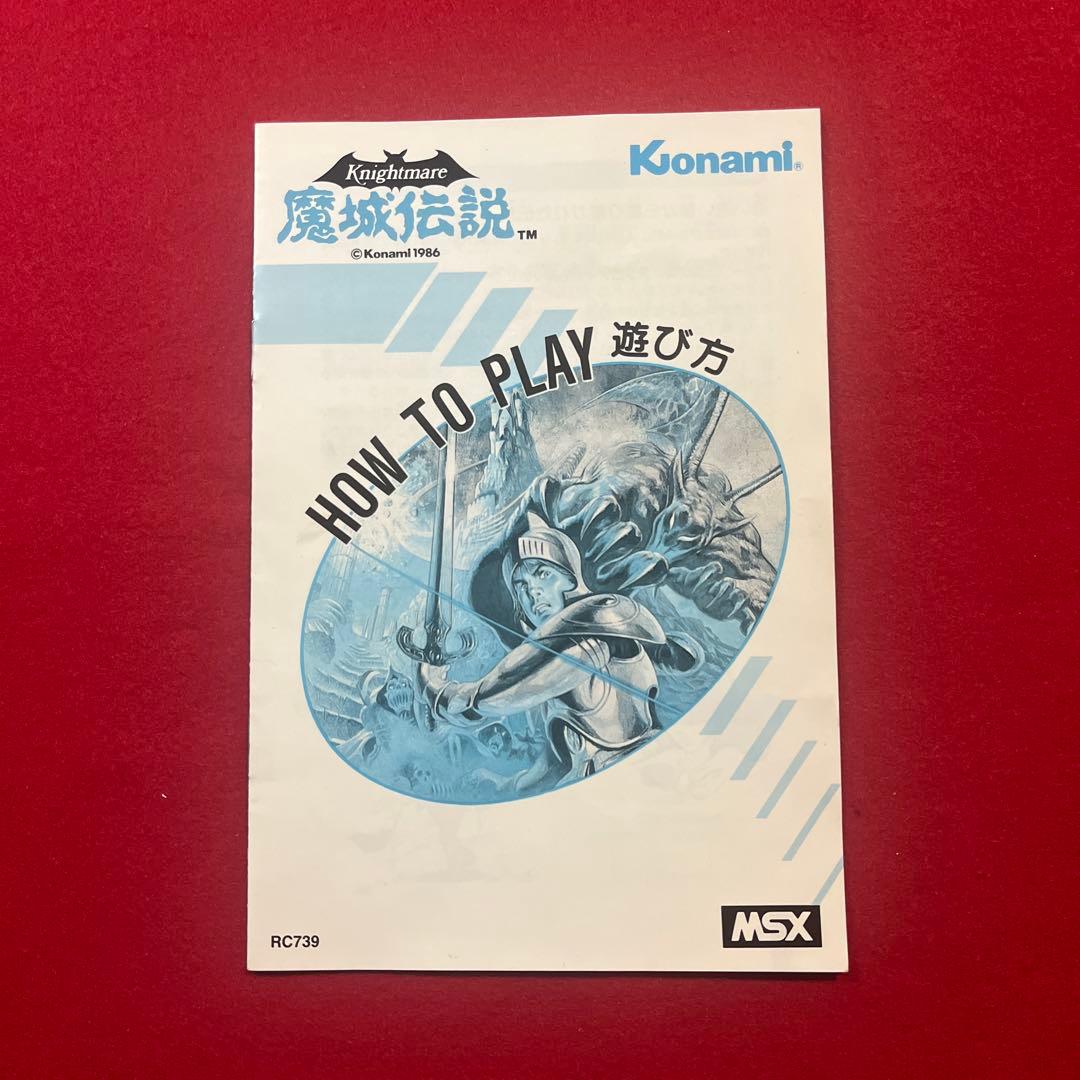 Knightmare
魔城伝説™
©Konami 1986
Konami®
HOW TO PLAY 遊び方
RC739
MSX